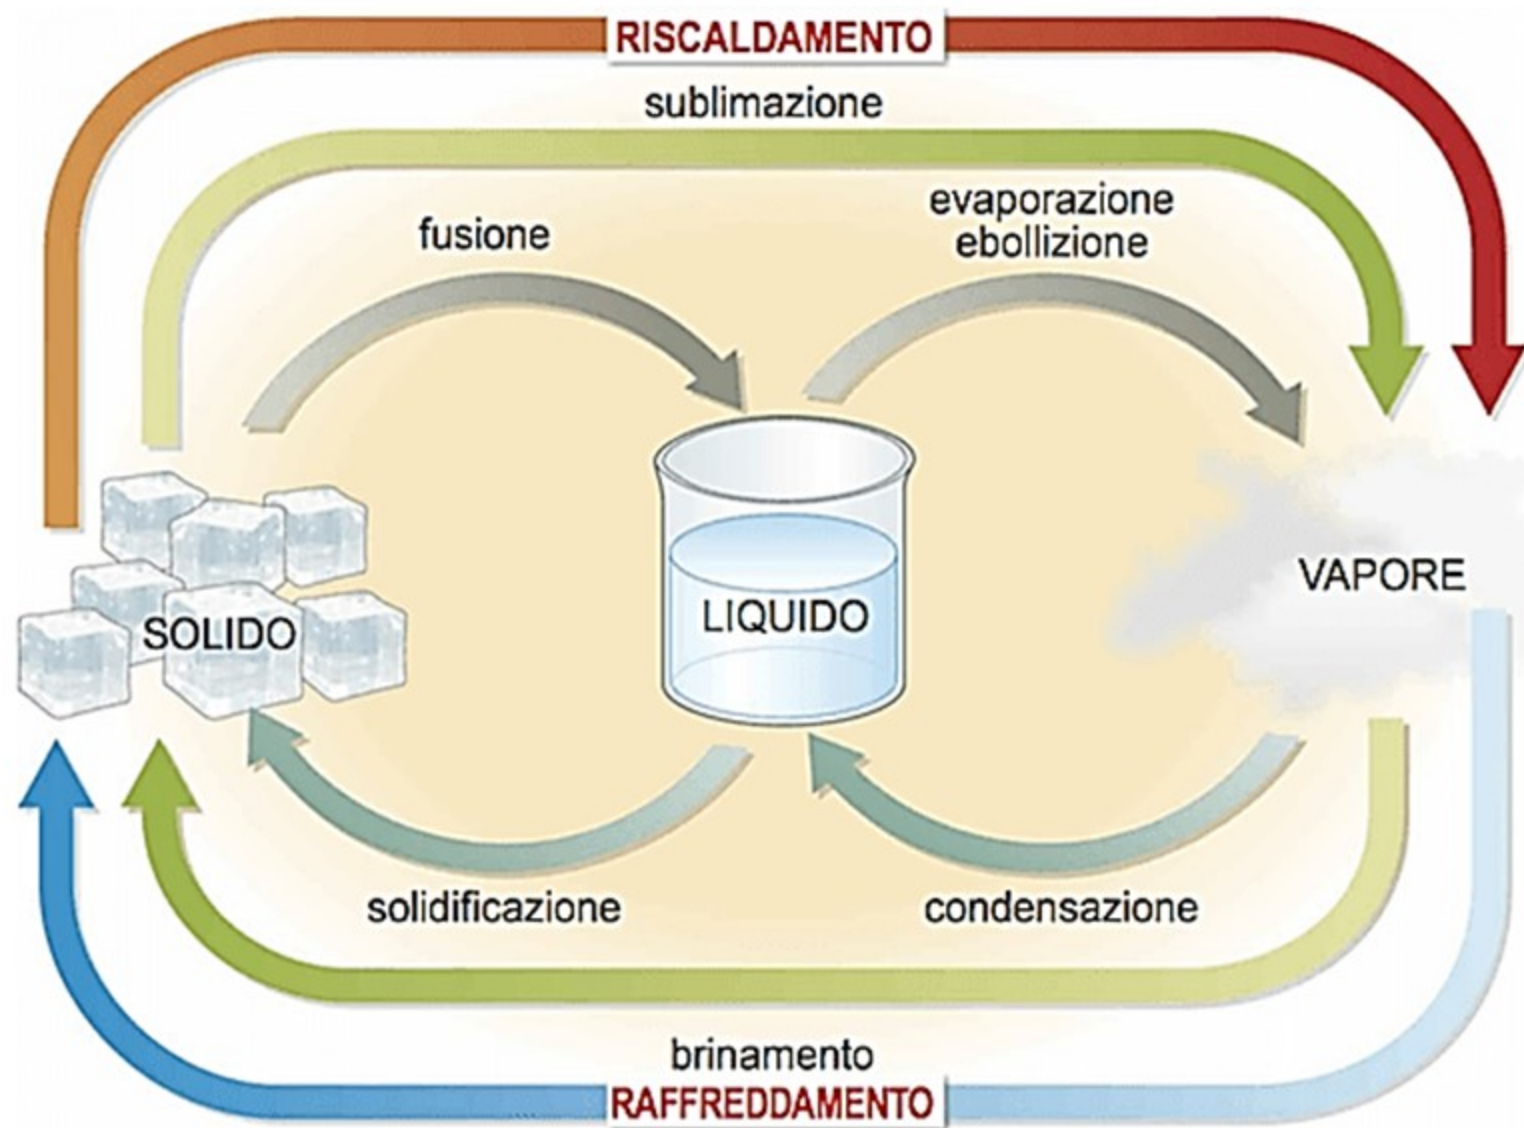 RISCALDAMENTO
sublimazione
fusione
evaporazione
ebollizione
SOLIDO
LIQUIDO
VAPORE
solidificazione
condensazione
brinamento
RAFFREDDAMENTO